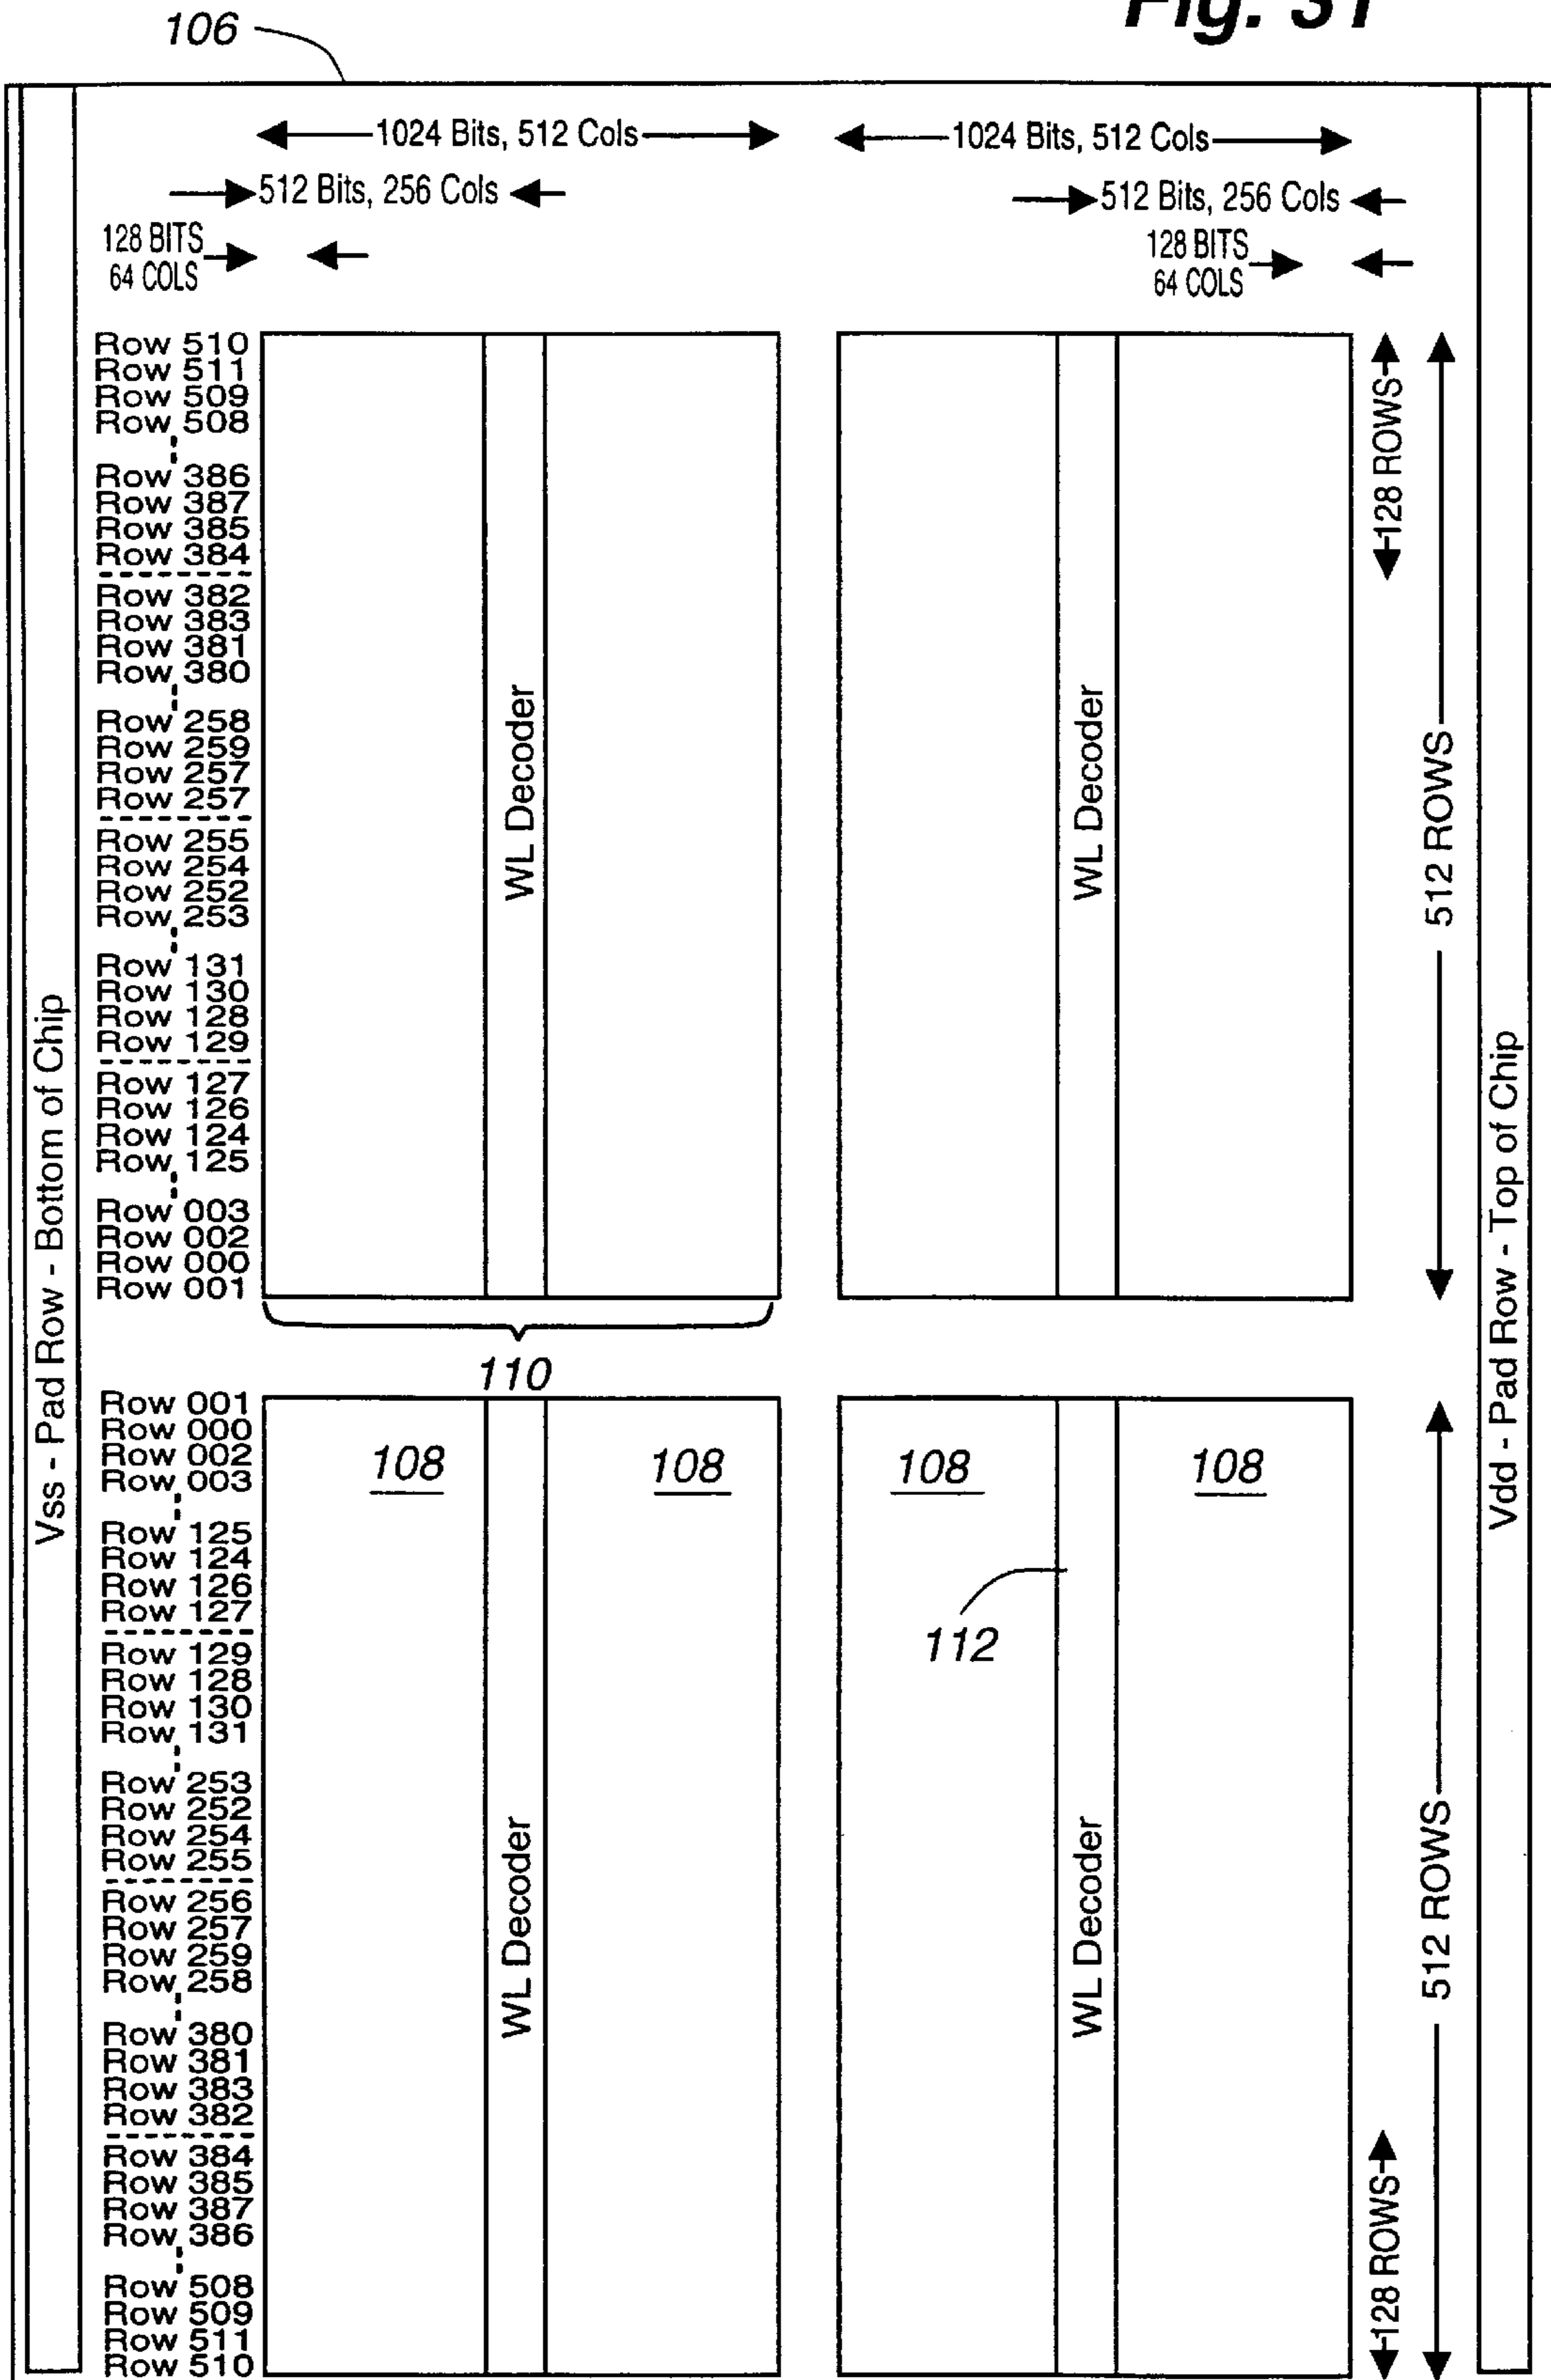 Fig. 31
106
1024 Bits, 512 Cols
1024 Bits, 512 Cols
512 Bits, 256 Cols
512 Bits, 256 Cols
128 BITS
64 COLS
128 BITS
64 COLS
Row 510
Row 511
Row 509
Row 508
Row 386
Row 387
Row 385
Row 384
Row 382
Row 383
Row 381
Row 380
Row 258
Row 259
Row 257
Row 257
Row 255
Row 254
Row 252
Row 253
Row 131
Row 130
Row 128
Row 129
Row 127
Row 126
Row 124
Row 125
Row 003
Row 002
Row 000
Row 001
WL Decoder
WL Decoder
128 ROWS
512 ROWS
Vss - Pad Row - Bottom of Chip
Vdd - Pad Row - Top of Chip
110
Row 001
Row 000
Row 002
Row 003
Row 125
Row 124
Row 126
Row 127
Row 129
Row 128
Row 130
Row 131
Row 253
Row 252
Row 254
Row 255
Row 256
Row 257
Row 259
Row 258
Row 380
Row 381
Row 383
Row 382
Row 384
Row 385
Row 387
Row 386
Row 508
Row 509
Row 511
Row 510
108
108
108
108
112
WL Decoder
WL Decoder
128 ROWS
512 ROWS